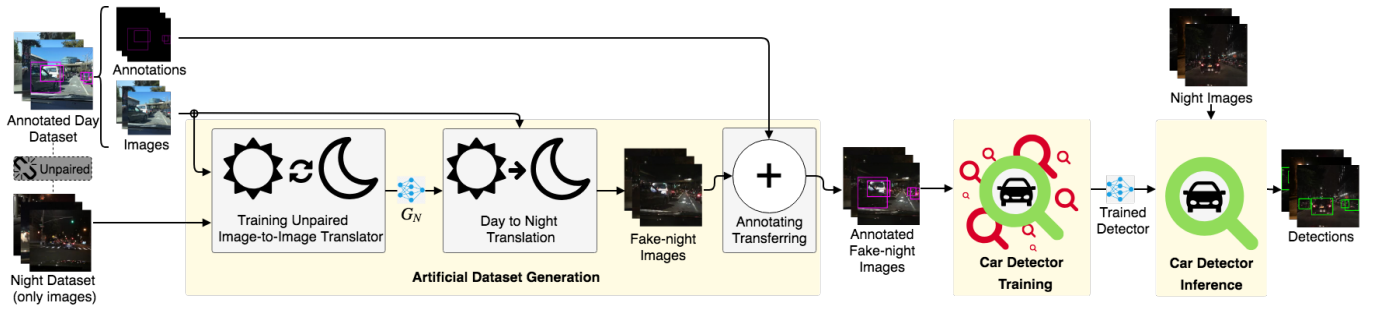 Annotations
Annotated Day
Dataset
Images
Unpaired
Night Dataset
(only images)
Training Unpaired
Image-to-Image Translator
G_N
Day to Night
Translation
Fake-night
Images
Annotating
Transferring
Artificial Dataset Generation
Annotated
Fake-night
Images
Car Detector
Training
Trained
Detector
Night Images
Car Detector
Inference
Detections